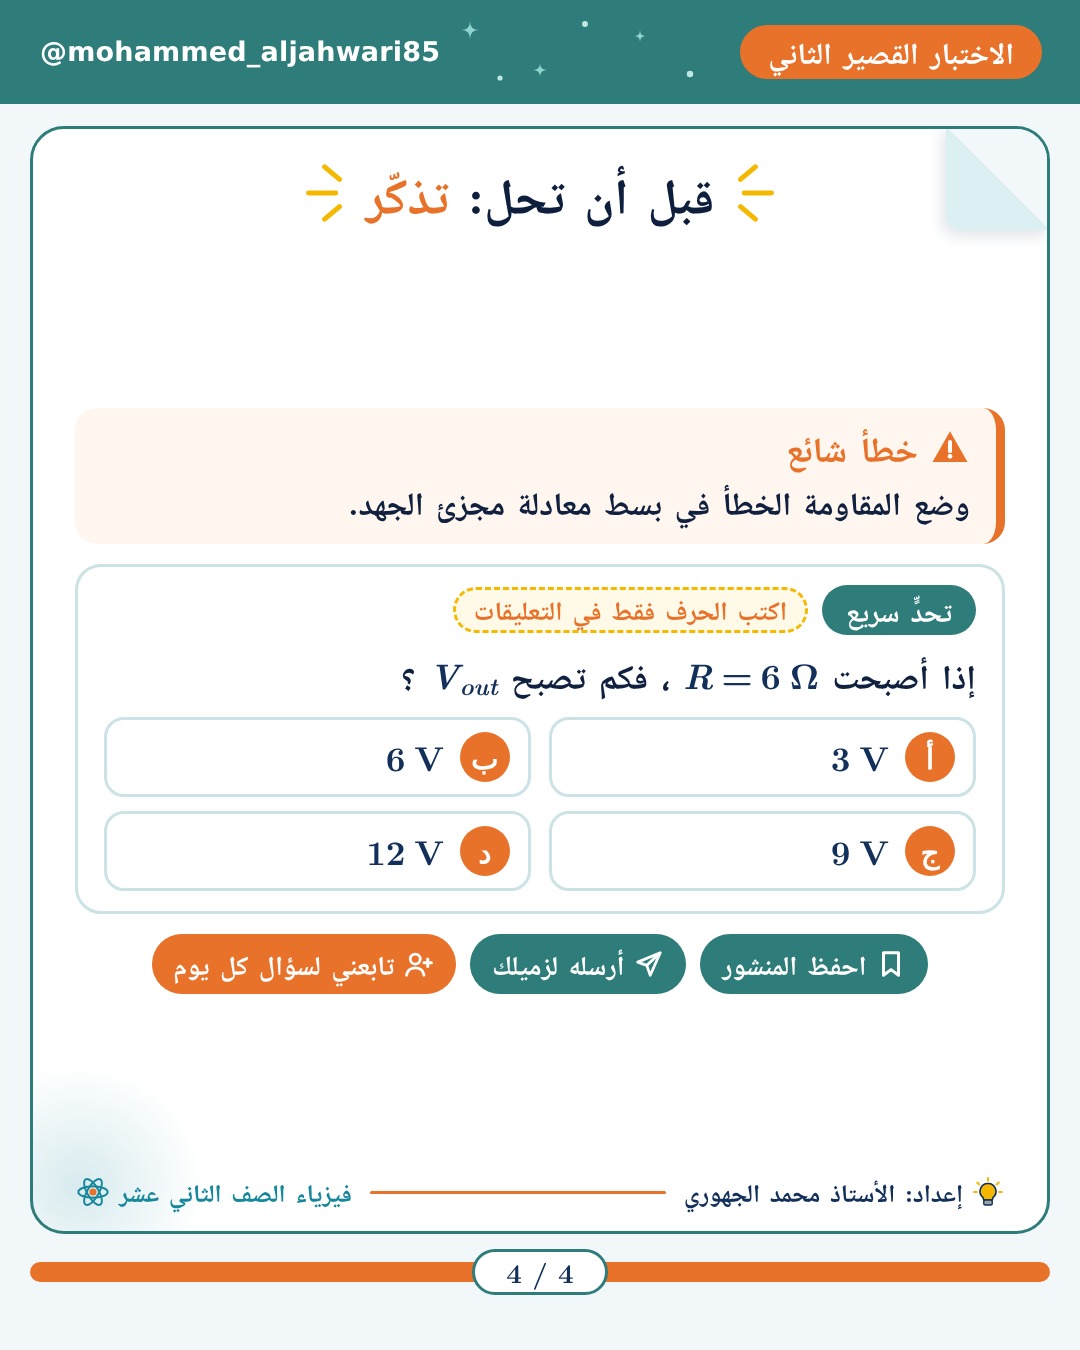 الاختبار القصير الثاني
@mohammed_aljahwari85
قبل أن تحل: تذكّر
خطأ شائع
وضع المقاومة الخطأ في بسط معادلة مجزئ الجهد.
تحدٍّ سريع
اكتب الحرف فقط في التعليقات
إذا أصبحت R = 6 Ω ، فكم تصبح V_out ؟
أ 3 V
ب 6 V
ج 9 V
د 12 V
احفظ المنشور
أرسله لزميلك
تابعني لسؤال كل يوم
إعداد: الأستاذ محمد الجهوري
فيزياء الصف الثاني عشر
4 / 4